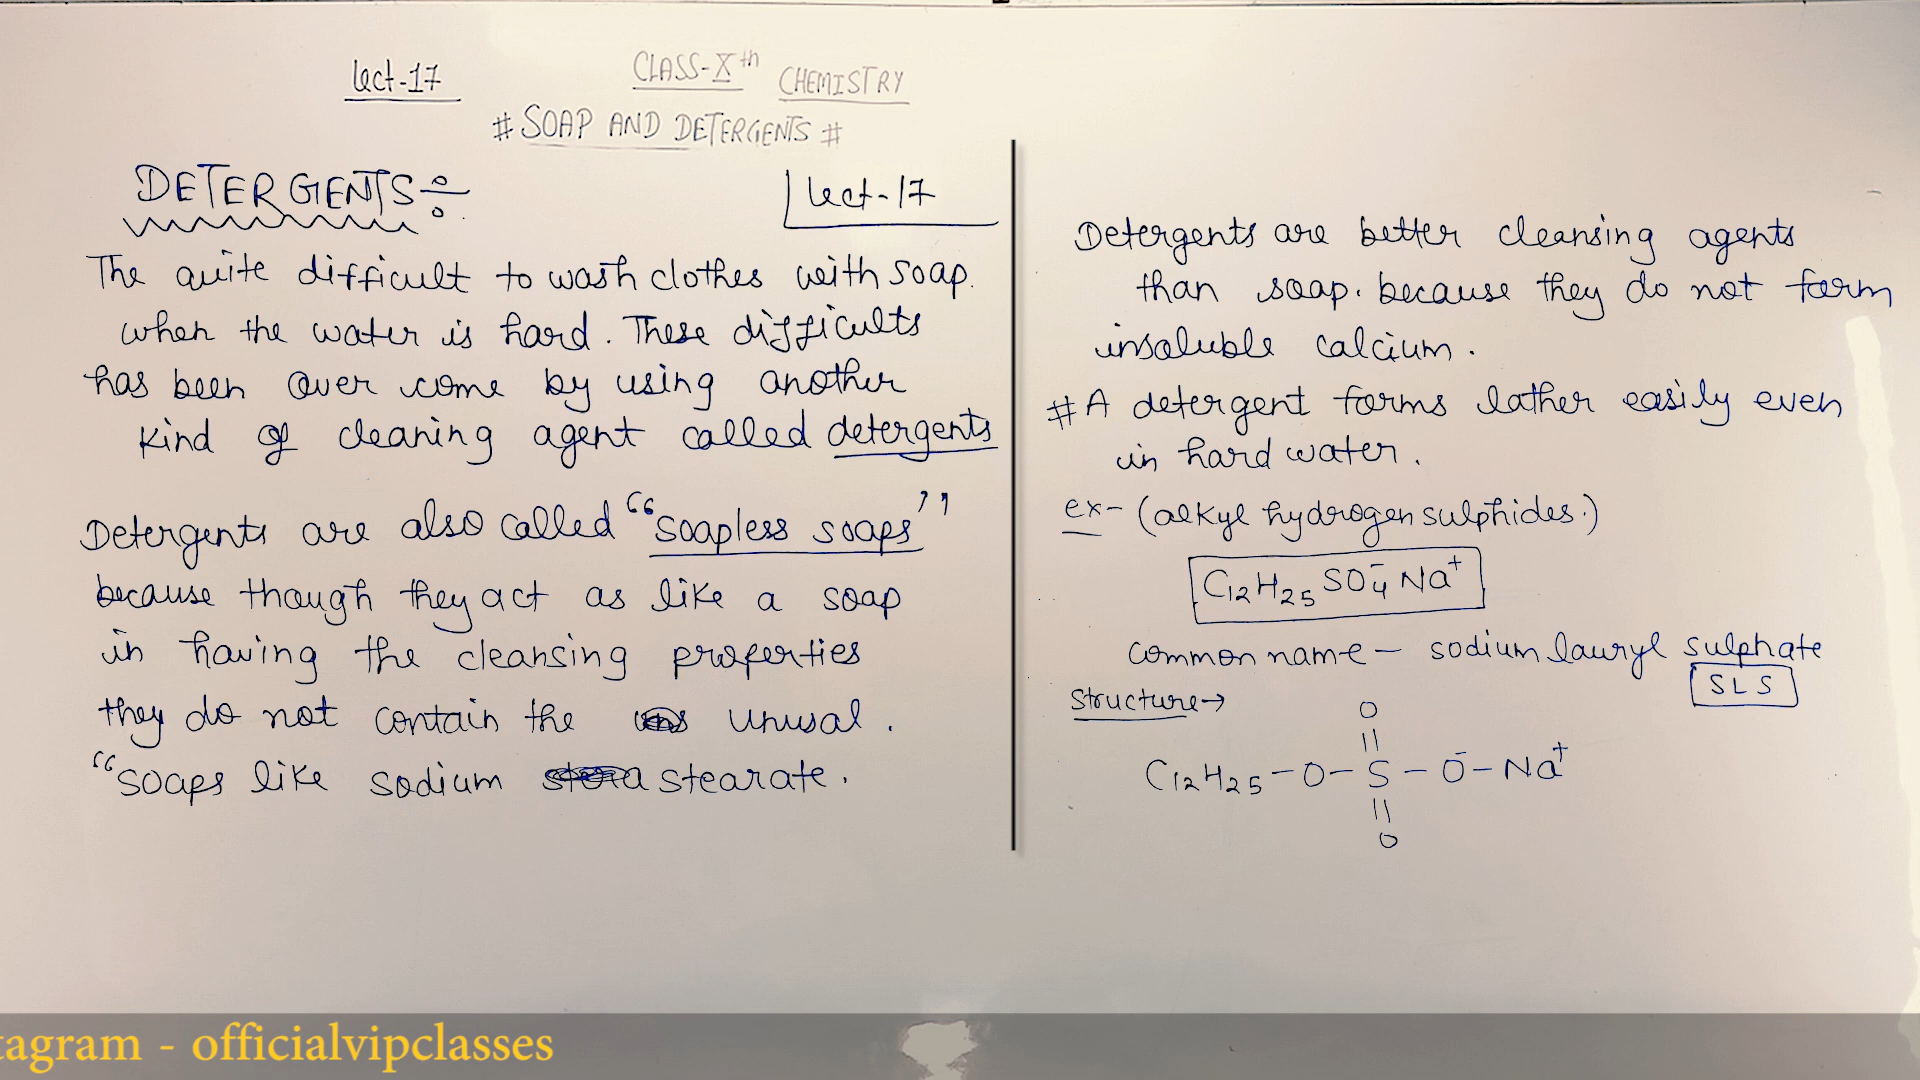 Lect-17
CLASS-Xth CHEMISTRY
# SOAP AND DETERGENTS #
DETERGENTS÷
Lect-17
The quite difficult to wash clothes with soap.
when the water is hard. These difficults
has been over come by using another
kind of cleaning agent called detergents
Detergents are also called “soapless soaps”
because though they act as like a soap
in having the cleansing properties
they do not contain the unusal.
“soaps like sodium stearate.
Detergents are better cleansing agents
than soap. because they do not form
insoluble calcium.
# A detergent forms lather easily even
in hard water.
ex- (alkyl hydrogen sulphides.)
C12H25SO4⁻Na⁺
common name - sodium lauryl sulphate
SLS
Structure→
O
||
C12H25-O-S-O⁻-Na⁺
||
O
tagram - officialvipclasses